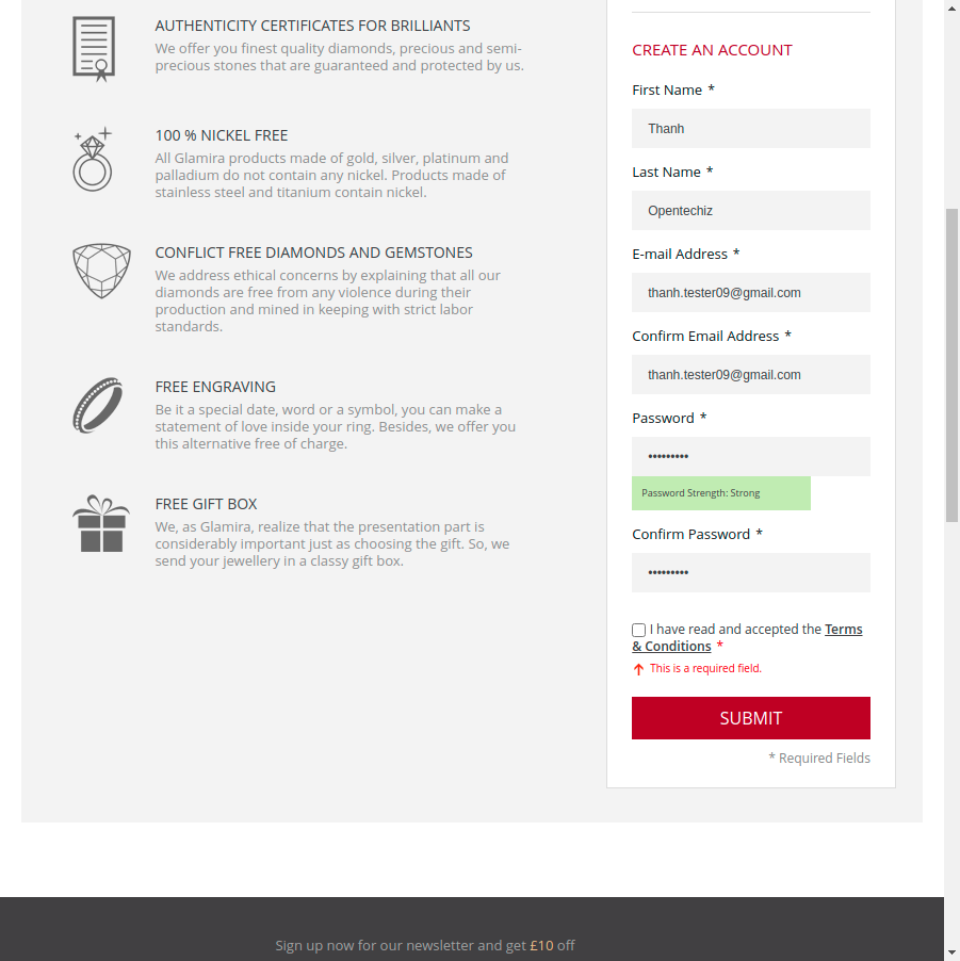 AUTHENTICITY CERTIFICATES FOR BRILLIANTS
We offer you finest quality diamonds, precious and semi-
precious stones that are guaranteed and protected by us.
100 % NICKEL FREE
All Glamira products made of gold, silver, platinum and
palladium do not contain any nickel. Products made of
stainless steel and titanium contain nickel.
CONFLICT FREE DIAMONDS AND GEMSTONES
We address ethical concerns by explaining that all our
diamonds are free from any violence during their
production and mined in keeping with strict labor
standards.
FREE ENGRAVING
Be it a special date, word or a symbol, you can make a
statement of love inside your ring. Besides, we offer you
this alternative free of charge.
FREE GIFT BOX
We, as Glamira, realize that the presentation part is
considerably important just as choosing the gift. So, we
send your jewellery in a classy gift box.
CREATE AN ACCOUNT
First Name *
Thanh
Last Name *
Opentechiz
E-mail Address *
thanh.tester09@gmail.com
Confirm Email Address *
thanh.tester09@gmail.com
Password *
•••••••••
Password Strength: Strong
Confirm Password *
•••••••••
I have read and accepted the Terms
& Conditions *
This is a required field.
SUBMIT
* Required Fields
Sign up now for our newsletter and get £10 off